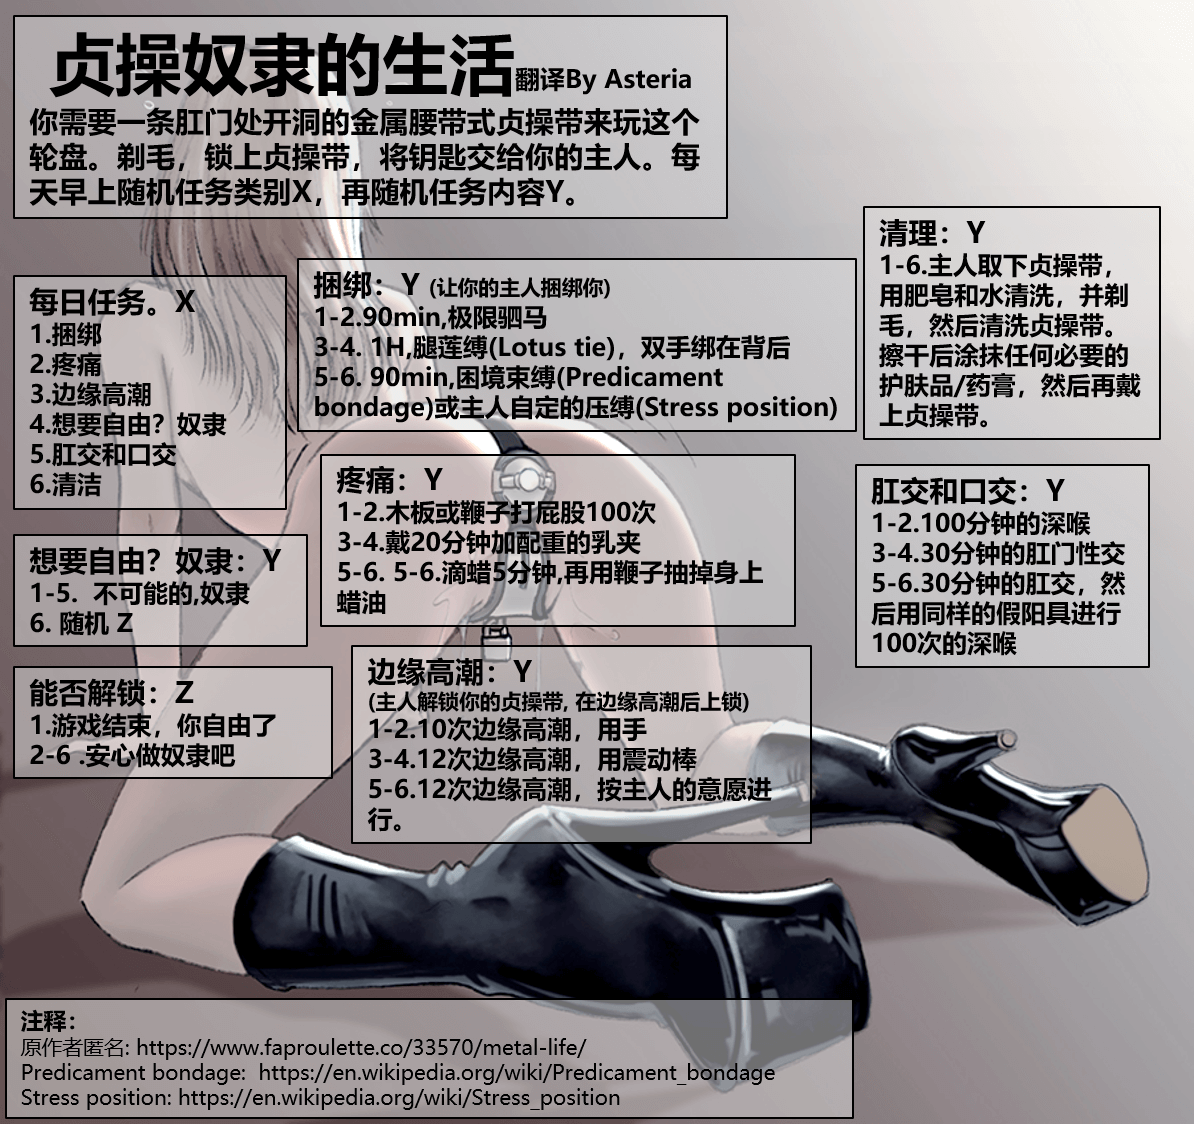 贞操奴隶的生活翻译By Asteria
你需要一条肛门处开洞的金属腰带式贞操带来玩这个
轮盘。剃毛，锁上贞操带，将钥匙交给你的主人。每
天早上随机任务类别X，再随机任务内容Y。
每日任务。X
1.捆绑
2.疼痛
3.边缘高潮
4.想要自由？奴隶
5.肛交和口交
6.清洁
捆绑：Y (让你的主人捆绑你)
1-2.90min,极限驷马
3-4. 1H,腿莲缚(Lotus tie)，双手绑在背后
5-6. 90min,困境束缚(Predicament
bondage)或主人自定的压缚(Stress position)
清理：Y
1-6.主人取下贞操带，
用肥皂和水清洗，并剃
毛，然后清洗贞操带。
擦干后涂抹任何必要的
护肤品/药膏，然后再戴
上贞操带。
疼痛：Y
1-2.木板或鞭子打屁股100次
3-4.戴20分钟加配重的乳夹
5-6. 5-6.滴蜡5分钟,再用鞭子抽掉身上
蜡油
肛交和口交：Y
1-2.100分钟的深喉
3-4.30分钟的肛门性交
5-6.30分钟的肛交，然
后用同样的假阳具进行
100次的深喉
想要自由？奴隶：Y
1-5. 不可能的,奴隶
6. 随机 Z
能否解锁：Z
1.游戏结束，你自由了
2-6 .安心做奴隶吧
边缘高潮：Y
(主人解锁你的贞操带, 在边缘高潮后上锁)
1-2.10次边缘高潮，用手
3-4.12次边缘高潮，用震动棒
5-6.12次边缘高潮，按主人的意愿进
行。
注释：
原作者匿名: https://www.faproulette.co/33570/metal-life/
Predicament bondage: https://en.wikipedia.org/wiki/Predicament_bondage
Stress position: https://en.wikipedia.org/wiki/Stress_position